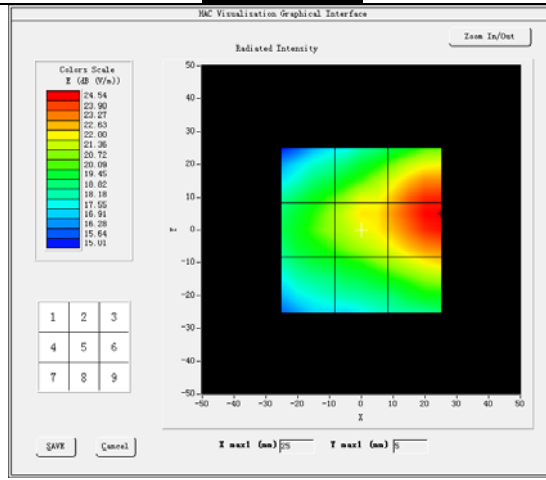 MAC Visualisation Graphical Interface
Zoom In/Out
Radiated Intensity
Colors Scale
E (dB (V/m))
24.54
23.90
23.27
22.63
22.00
21.36
20.72
20.09
19.45
18.82
18.18
17.55
16.91
16.28
15.64
15.01
50
40
30
20
10
0
-10
-20
-30
-40
-50
Y
-50 -40 -30 -20 -10 0 10 20 30 40 50
X
1 2 3
4 5 6
7 8 9
SAVE Cancel
X max1 (mm) 25 Y max1 (mm) 5